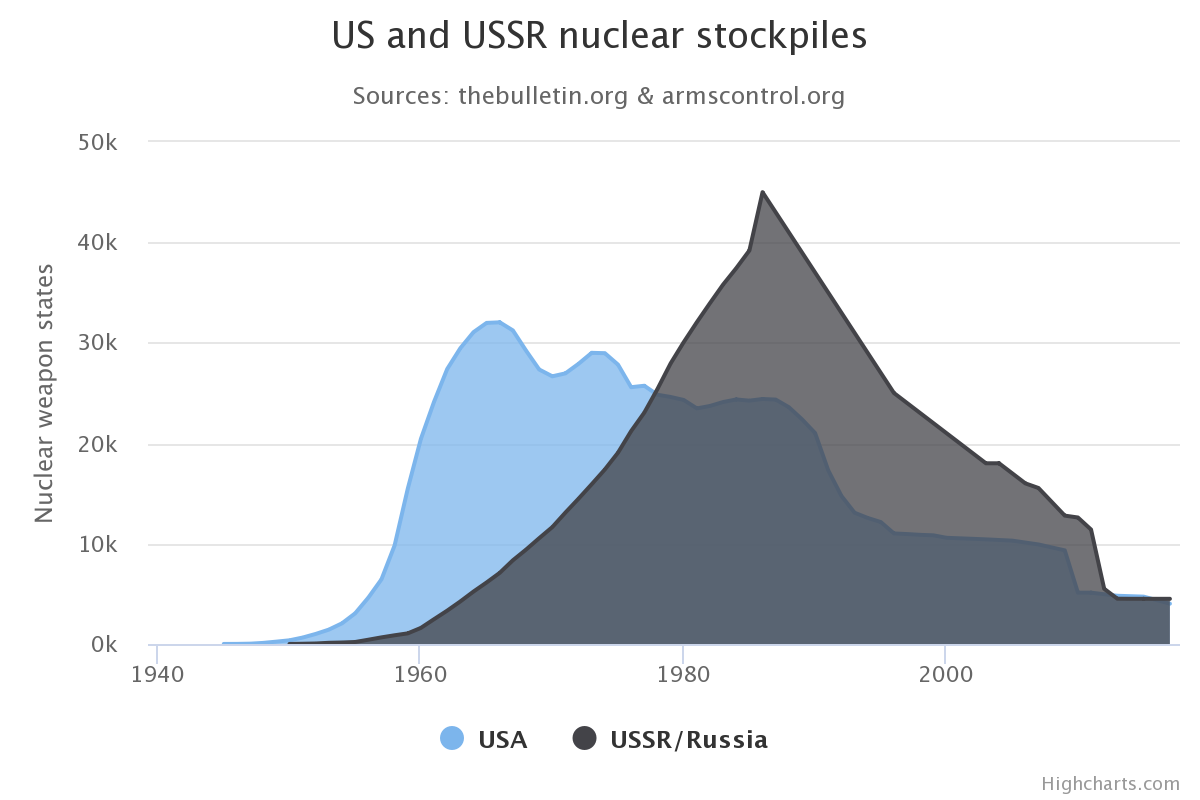 US and USSR nuclear stockpiles
Sources: thebulletin.org & armscontrol.org
Nuclear weapon states
50k
40k
30k
20k
10k
0k
1940 1960 1980 2000
USA USSR/Russia
Highcharts.com